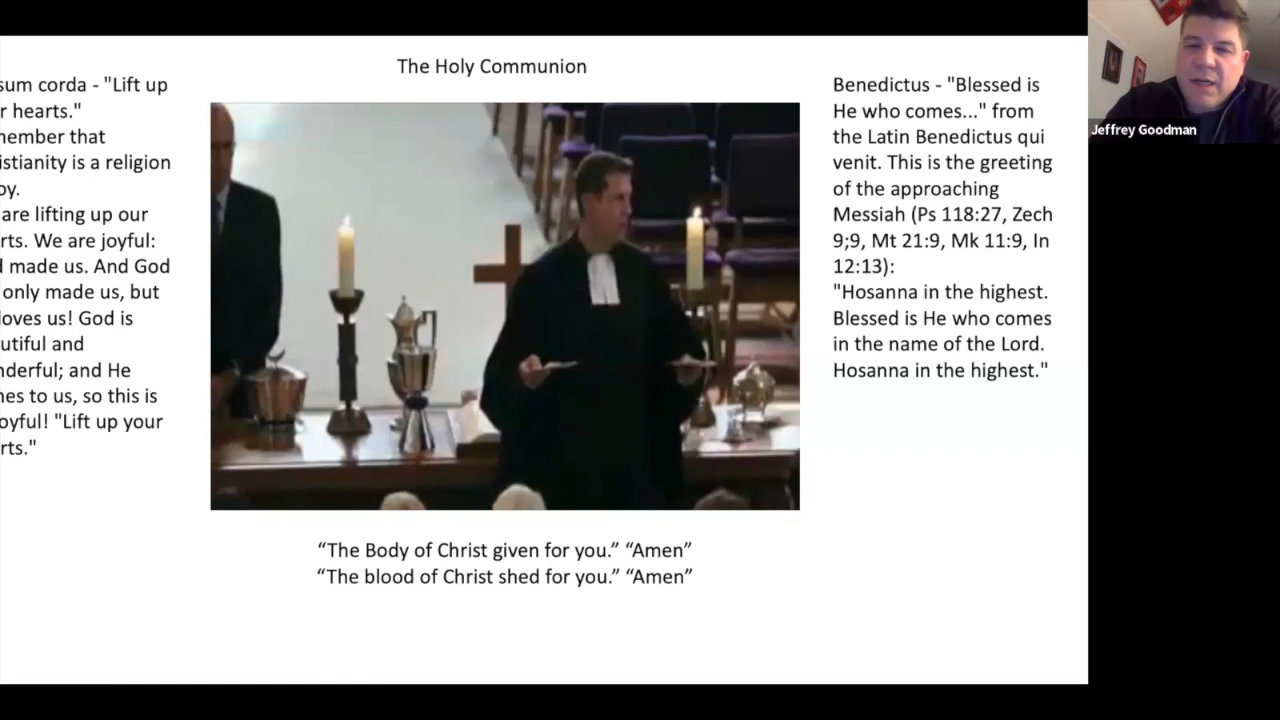 The Holy Communion
sum corda - "Lift up
r hearts."
member that
istianity is a religion
oy.
are lifting up our
rts. We are joyful:
d made us. And God
only made us, but
loves us! God is
utiful and
nderful; and He
nes to us, so this is
oyful! "Lift up your
rts."
“The Body of Christ given for you.” “Amen”
“The blood of Christ shed for you.” “Amen”
Benedictus - "Blessed is
He who comes..." from
the Latin Benedictus qui
venit. This is the greeting
of the approaching
Messiah (Ps 118:27, Zech
9;9, Mt 21:9, Mk 11:9, In
12:13):
"Hosanna in the highest.
Blessed is He who comes
in the name of the Lord.
Hosanna in the highest."
Jeffrey Goodman